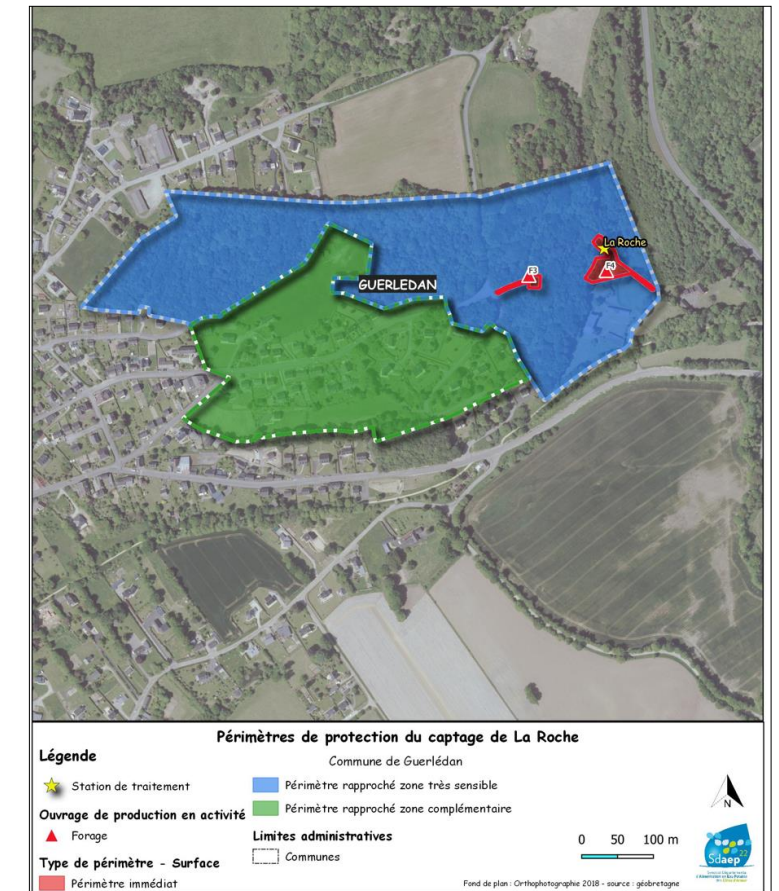 La Roche
F3
F4
GUERLEDAN
Périmètres de protection du captage de La Roche
Commune de Guerlédan
Légende
Station de traitement
Ouvrage de production en activité
Forage
Type de périmètre - Surface
Périmètre immédiat
Périmètre rapproché zone très sensible
Périmètre rapproché zone complémentaire
Limites administratives
Communes
0 50 100 m
N
Sdaep 22
Fond de plan : Orthophotographie 2018 - source : géobretagne